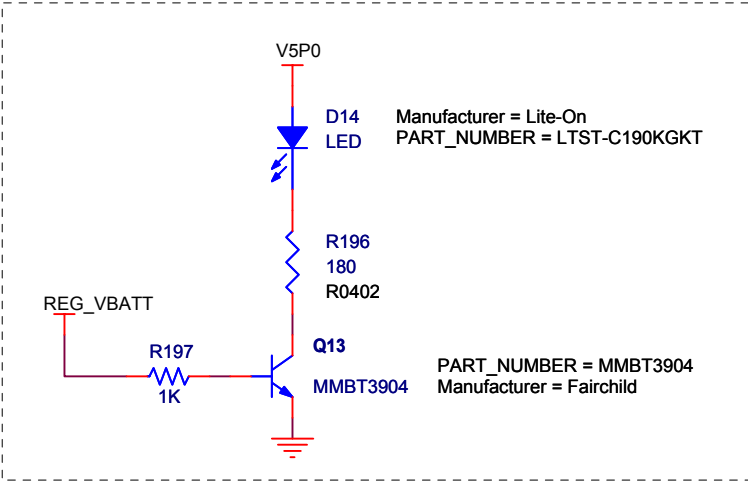 V5P0
D14
LED
Manufacturer = Lite-On
PART_NUMBER = LTST-C190KGKT
R196
180
R0402
REG_VBATT
R197
1K
Q13
MMBT3904
PART_NUMBER = MMBT3904
Manufacturer = Fairchild